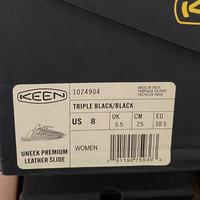 KEEN
1024904
TRIPLE BLACK/BLACK
US 8
UK 5.5
CM 25
EU 38.5
MADE IN INDIA
UNEEK PREMIUM
LEATHER SLIDE
WOMEN